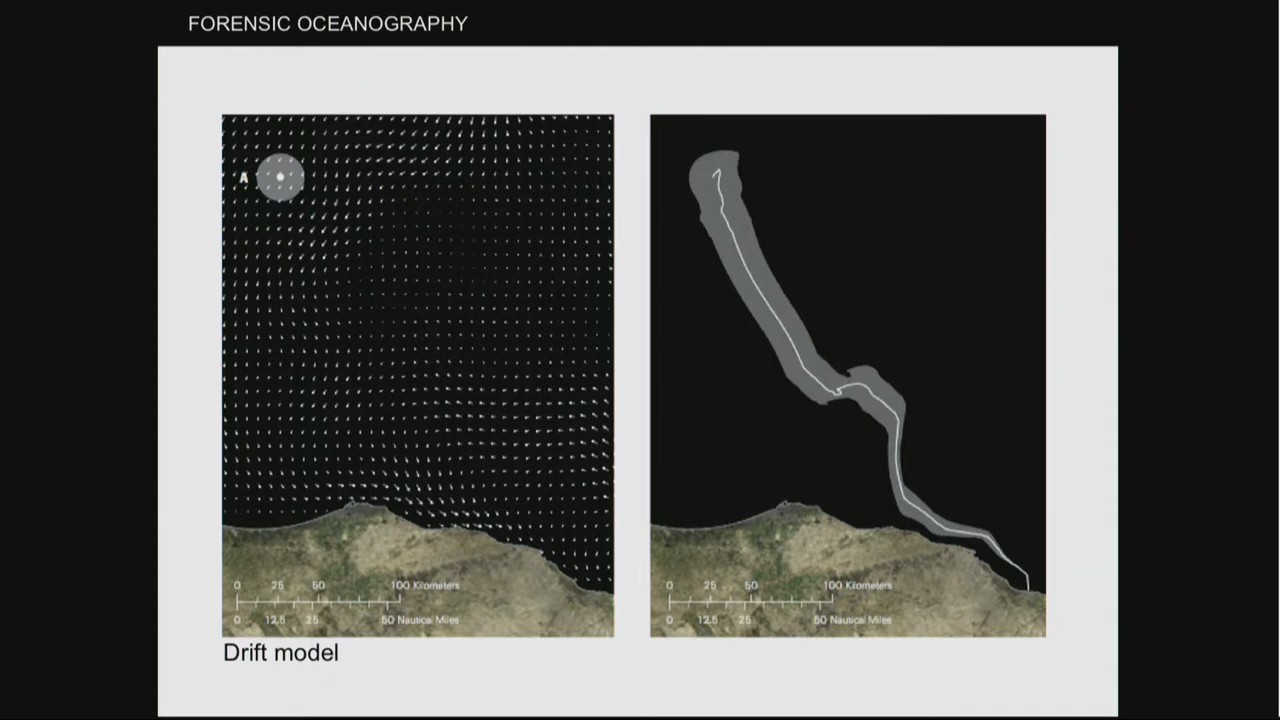 FORENSIC OCEANOGRAPHY
A
0 25 50 100 Kilometers
0 12.5 25 50 Nautical Miles
0 25 50 100 Kilometers
0 12.5 25 50 Nautical Miles
Drift model